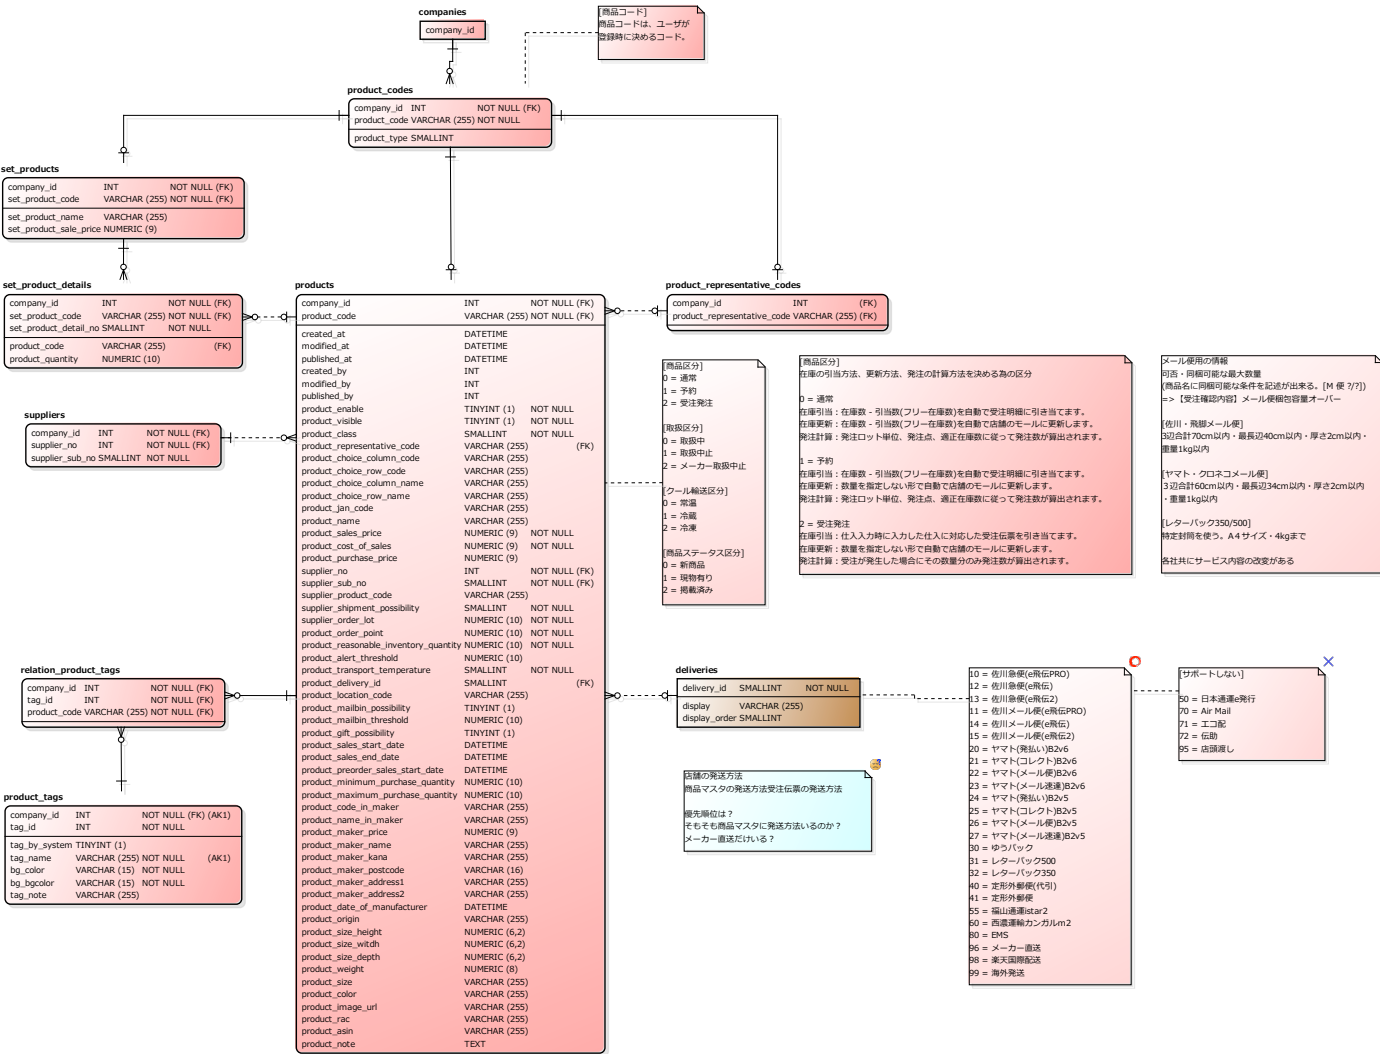 companies
company_id
[商品コード]
商品コードは、ユーザが
登録時に決めるコード。
product_codes
company_id INT NOT NULL (FK)
product_code VARCHAR (255) NOT NULL
product_type SMALLINT
set_products
company_id INT NOT NULL (FK)
set_product_code VARCHAR (255) NOT NULL (FK)
set_product_name VARCHAR (255)
set_product_sale_price NUMERIC (9)
set_product_details
company_id INT NOT NULL (FK)
set_product_code VARCHAR (255) NOT NULL (FK)
set_product_detail_no SMALLINT NOT NULL
product_code VARCHAR (255) (FK)
product_quantity NUMERIC (10)
suppliers
company_id INT NOT NULL (FK)
supplier_no INT NOT NULL (FK)
supplier_sub_no SMALLINT NOT NULL
relation_product_tags
company_id INT NOT NULL (FK)
tag_id INT NOT NULL (FK)
product_code VARCHAR (255) NOT NULL (FK)
product_tags
company_id INT NOT NULL (FK) (AK1)
tag_id INT NOT NULL
tag_by_system TINYINT (1)
tag_name VARCHAR (255) NOT NULL (AK1)
bg_color VARCHAR (15) NOT NULL
bg_bgcolor VARCHAR (15) NOT NULL
tag_note VARCHAR (255)
products
company_id INT NOT NULL (FK)
product_code VARCHAR (255) NOT NULL (FK)
created_at DATETIME
modified_at DATETIME
published_at DATETIME
created_by INT
modified_by INT
published_by INT
product_enable TINYINT (1) NOT NULL
product_visible TINYINT (1) NOT NULL
product_class SMALLINT NOT NULL
product_representative_code VARCHAR (255) (FK)
product_choice_column_code VARCHAR (255)
product_choice_row_code VARCHAR (255)
product_choice_column_name VARCHAR (255)
product_choice_row_name VARCHAR (255)
product_jan_code VARCHAR (255)
product_name VARCHAR (255)
product_sales_price NUMERIC (9) NOT NULL
product_cost_of_sales NUMERIC (9) NOT NULL
product_purchase_price NUMERIC (9)
supplier_no INT NOT NULL (FK)
supplier_sub_no SMALLINT NOT NULL (FK)
supplier_product_code VARCHAR (255)
supplier_shipment_possibility SMALLINT NOT NULL
supplier_order_lot NUMERIC (10) NOT NULL
product_order_point NUMERIC (10) NOT NULL
product_reasonable_inventory_quantity NUMERIC (10) NOT NULL
product_alert_threshold NUMERIC (10)
product_transport_temperature SMALLINT NOT NULL
product_delivery_id SMALLINT (FK)
product_location_code VARCHAR (255)
product_mailbin_possibility TINYINT (1)
product_mailbin_threshold NUMERIC (10)
product_gift_possibility TINYINT (1)
product_sales_start_date DATETIME
product_sales_end_date DATETIME
product_preorder_sales_start_date DATETIME
product_minimum_purchase_quantity NUMERIC (10)
product_maximum_purchase_quantity NUMERIC (10)
product_code_in_maker VARCHAR (255)
product_name_in_maker VARCHAR (255)
product_maker_price NUMERIC (9)
product_maker_name VARCHAR (255)
product_maker_kana VARCHAR (255)
product_maker_postcode VARCHAR (16)
product_maker_address1 VARCHAR (255)
product_maker_address2 VARCHAR (255)
product_date_of_manufacturer DATETIME
product_origin VARCHAR (255)
product_size_height NUMERIC (6,2)
product_size_witdh NUMERIC (6,2)
product_size_depth NUMERIC (6,2)
product_weight NUMERIC (8)
product_size VARCHAR (255)
product_color VARCHAR (255)
product_image_url VARCHAR (255)
product_rac VARCHAR (255)
product_asin VARCHAR (255)
product_note TEXT
product_representative_codes
company_id INT (FK)
product_representative_code VARCHAR (255) (FK)
[商品区分]
0 = 通常
1 = 予約
2 = 受注発注
[取扱区分]
0 = 取扱中
1 = 取扱中止
2 = メーカー取扱中止
[クール輸送区分]
0 = 常温
1 = 冷蔵
2 = 冷凍
[商品ステータス区分]
0 = 新商品
1 = 現物有り
2 = 掲載済み
[商品区分]
在庫の引当方法、更新方法、発注の計算方法を決める為の区分
0 = 通常
在庫引当 : 在庫数 - 引当数(フリー在庫数)を自動で受注明細に引き当てます。
在庫更新 : 在庫数 - 引当数(フリー在庫数)を自動で店舗のモールに更新します。
発注計算 : 発注ロット単位、発注点、適正在庫数に従って発注数が算出されます。
1 = 予約
在庫引当 : 在庫数 - 引当数(フリー在庫数)を自動で受注明細に引き当てます。
在庫更新 : 数量を指定しない形で自動で店舗のモールに更新します。
発注計算 : 発注ロット単位、発注点、適正在庫数に従って発注数が算出されます。
2 = 受注発注
在庫引当 : 仕入入力時に入力した仕入に対応した受注伝票を引き当てます。
在庫更新 : 数量を指定しない形で自動で店舗のモールに更新します。
発注計算 : 受注が発生した場合にその数量分のみ発注数が算出されます。
メール便用の情報
可否・同梱可能な最大数量
(商品名に同梱可能な条件を記述が出来る。[M 便 ?/?])
=> 【受注確認内容】メール便梱包容量オーバー
[佐川・飛脚メール便]
3辺合計70cm以内・最長辺40cm以内・厚さ2cm以内・
重量1kg以内
[ヤマト・クロネコメール便]
３辺合計60cm以内・最長辺34cm以内・厚さ2cm以内
・重量1kg以内
[レターパック350/500]
特定封筒を使う。A４サイズ・4kgまで
各社共にサービス内容の改変がある
deliveries
delivery_id SMALLINT NOT NULL
display VARCHAR (255)
display_order SMALLINT
店舗の発送方法
商品マスタの発送方法受注伝票の発送方法
優先順位は？
そもそも商品マスタに発送方法いるのか？
メーカー直送だけいる？
10 = 佐川急便(e飛伝PRO)
12 = 佐川急便(e飛伝)
13 = 佐川急便(e飛伝2)
11 = 佐川メール便(e飛伝PRO)
14 = 佐川メール便(e飛伝)
15 = 佐川メール便(e飛伝2)
20 = ヤマト(発払い)B2v6
21 = ヤマト(コレクト)B2v6
22 = ヤマト(メール便)B2v6
23 = ヤマト(メール速達)B2v6
24 = ヤマト(発払い)B2v5
25 = ヤマト(コレクト)B2v5
26 = ヤマト(メール便)B2v5
27 = ヤマト(メール速達)B2v5
30 = ゆうパック
31 = レターパック500
32 = レターパック350
40 = 定形外郵便(代引)
41 = 定形外郵便
55 = 福山通運istar2
60 = 西濃運輸カンガルm2
80 = EMS
96 = メーカー直送
98 = 楽天国際配送
99 = 海外発送
[サポートしない]
50 = 日本通運e発行
70 = Air Mail
71 = エコ配
72 = 伝助
95 = 店頭渡し